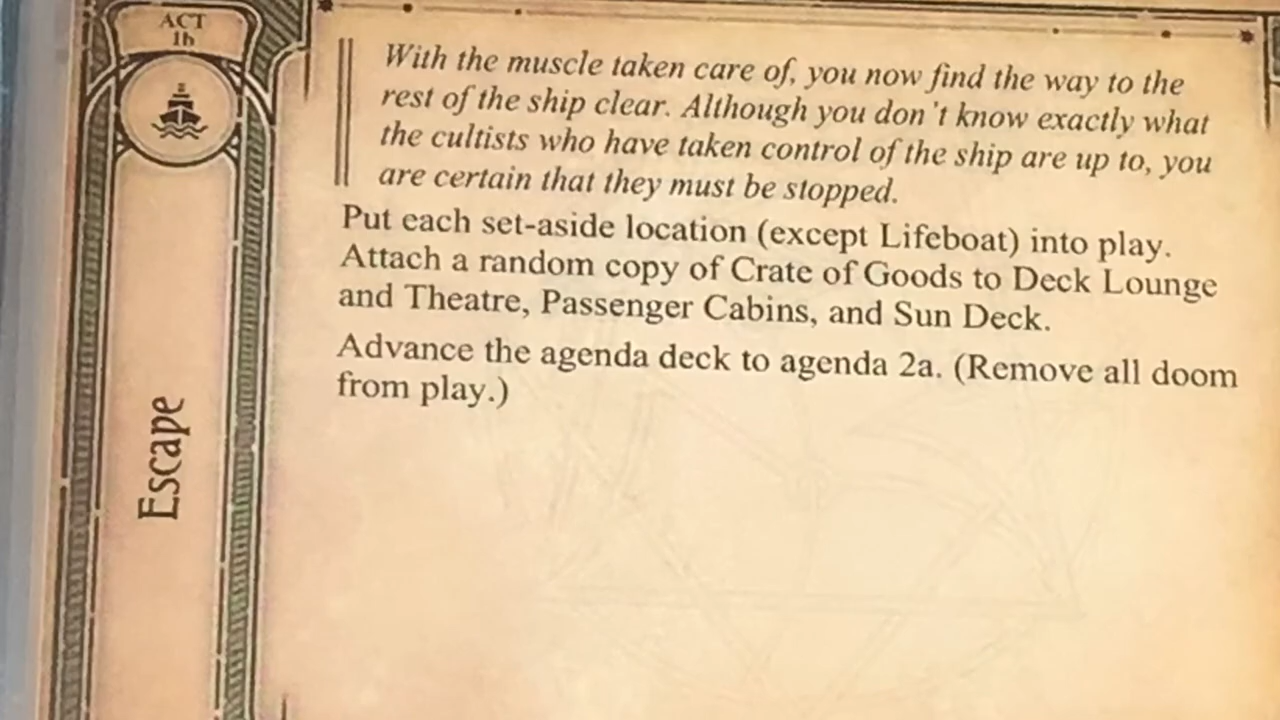 ACT
1b
With the muscle taken care of, you now find the way to the
rest of the ship clear. Although you don't know exactly what
the cultists who have taken control of the ship are up to, you
are certain that they must be stopped.
Put each set-aside location (except Lifeboat) into play.
Attach a random copy of Crate of Goods to Deck Lounge
and Theatre, Passenger Cabins, and Sun Deck.
Advance the agenda deck to agenda 2a. (Remove all doom
from play.)
Escape